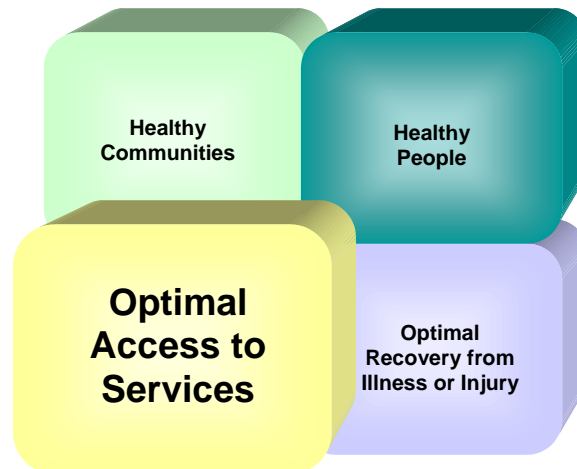 Healthy
Communities
Healthy
People
Optimal
Access to
Services
Optimal
Recovery from
Illness or Injury